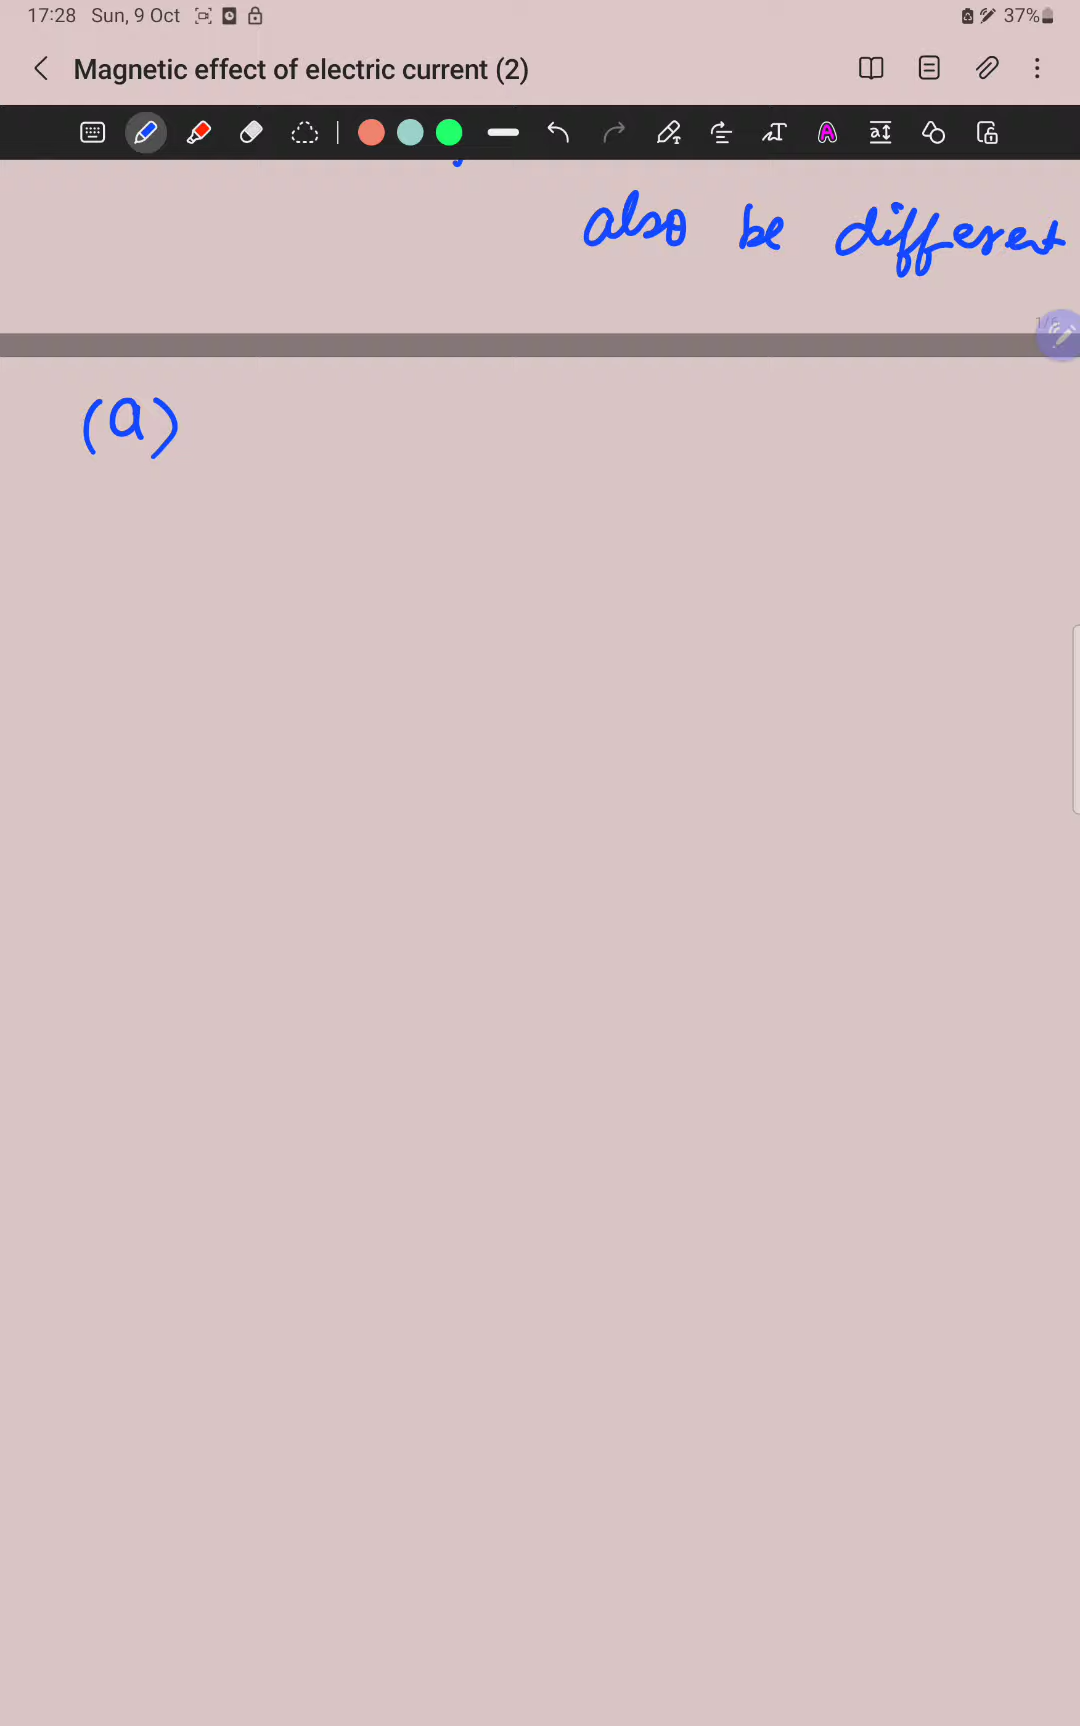 17:28 Sun, 9 Oct 37%
Magnetic effect of electric current (2)
also be different
(a)